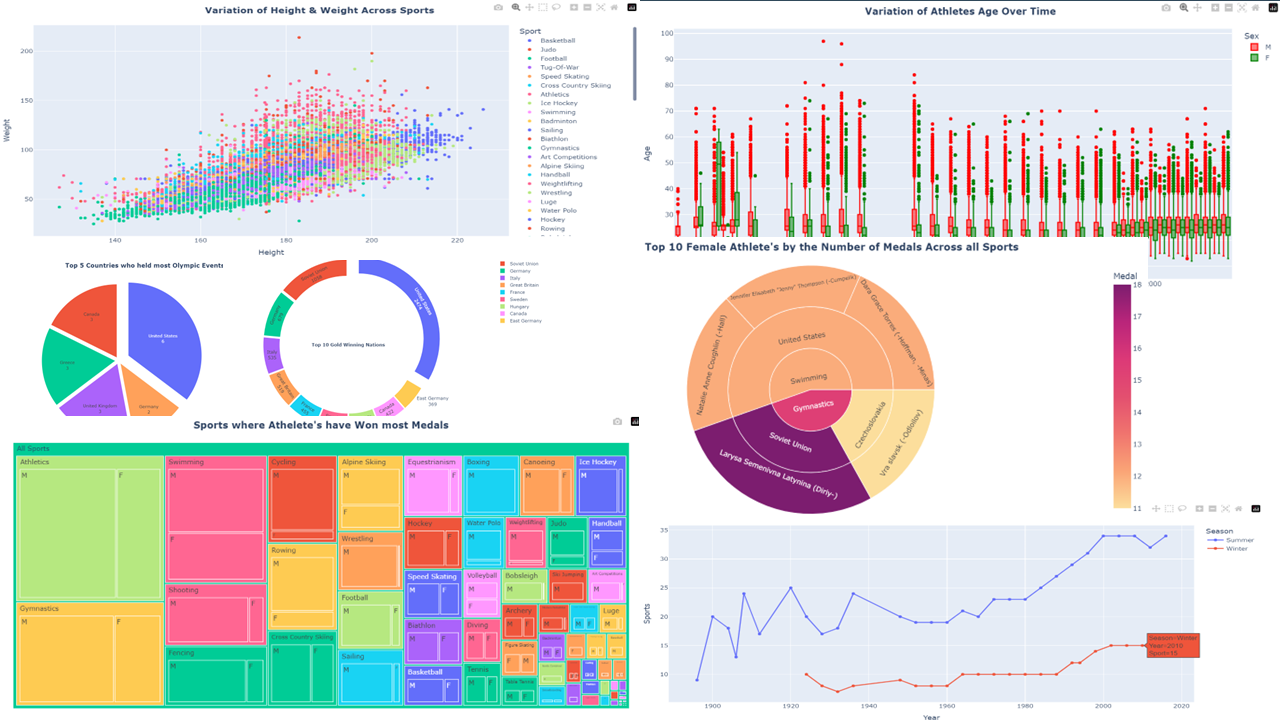 Variation of Height & Weight Across Sports
Sport
Basketball
Judo
Football
Tug-Of-War
Speed Skating
Cross Country Skiing
Athletics
Ice Hockey
Swimming
Badminton
Sailing
Biathlon
Gymnastics
Art Competitions
Alpine Skiing
Handball
Weightlifting
Wrestling
Luge
Water Polo
Hockey
Rowing
Weight
200
150
100
50
140
160
180
200
220
Height
Variation of Athletes Age Over Time
Sex
M
F
Age
100
90
80
70
60
50
40
30
000
Top 5 Countries who held most Olympic Events
Canada
United States
Greece
United Kingdom
Germany
Top 10 Gold Winning Nations
Soviet Union
United States
Germany
Italy
Great Britain
France
Canada
East Germany
Soviet Union
Germany
Italy
Great Britain
France
Sweden
Hungary
Canada
East Germany
Top 10 Female Athlete's by the Number of Medals Across all Sports
Jennifer Elisabeth "Jenny" Thompson (-Cumpelik)
Dara Grace Torres (-Hoffman, -Minas)
Natalie Anne Coughlin (-Hall)
United States
Swimming
Gymnastics
Soviet Union
Czechoslovakia
Larysa Semenivna Latynina (Diriy-)
Vra slavsk (-Odloilov)
Medal
18
17
16
15
14
13
12
11
Sports where Athelete's have Won most Medals
All Sports
Athletics
M
F
Swimming
M
F
Cycling
M
Alpine Skiing
M
F
Equestrianism
M
F
Boxing
M
Canoeing
M
F
Ice Hockey
M
Hockey
M
F
Water Polo
M
Weightlifting
M
Judo
M
Handball
M
F
Rowing
M
F
Wrestling
M
Shooting
M
F
Speed Skating
M
F
Volleyball
M
F
Bobsleigh
M
Gymnastics
M
F
Football
M
F
Archery
M
F
Luge
M
Biathlon
M
F
Diving
M
F
Cross Country Skiing
M
F
Fencing
M
F
Sailing
M
Figure Skating
M
F
Basketball
M
F
Tennis
M
F
Table Tennis
M
F
Season
Summer
Winter
Sports
35
30
25
20
15
10
Season=Winter
Year=2010
Sport=15
1900
1920
1940
1960
1980
2000
2020
Year